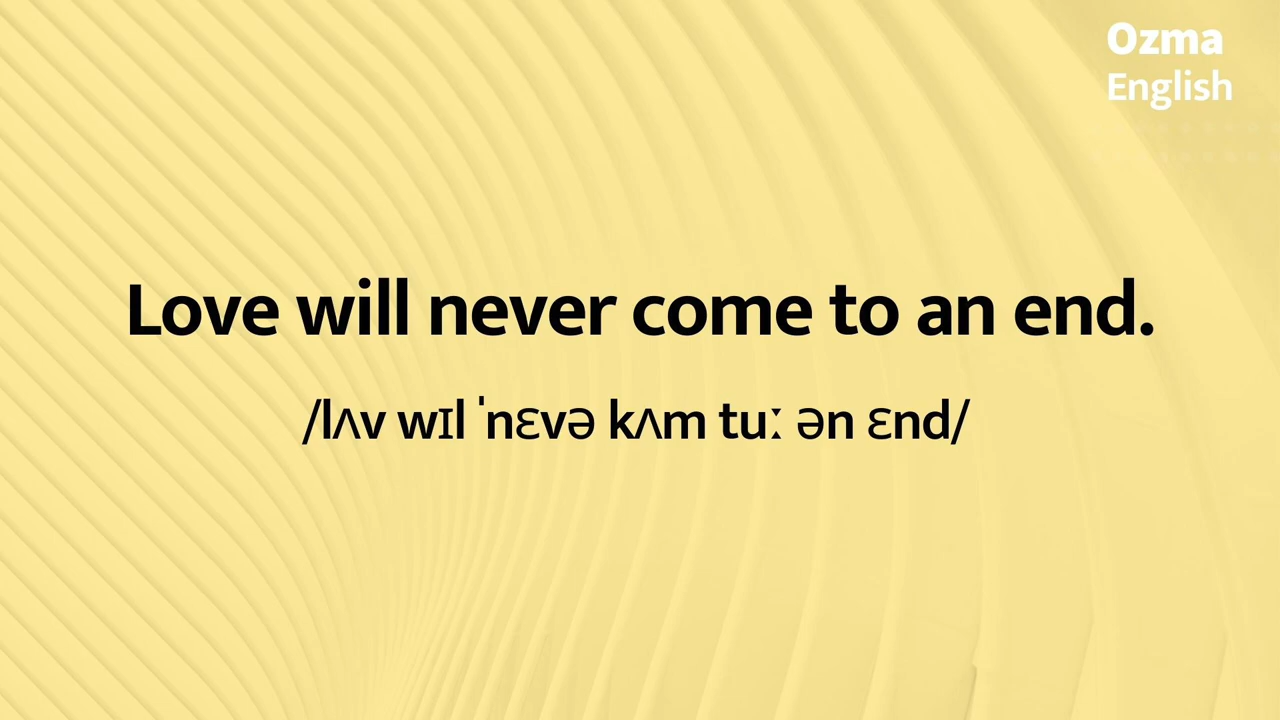 Ozma
English
Love will never come to an end.
/lʌv wɪl ˈnɛvə kʌm tuː ən ɛnd/